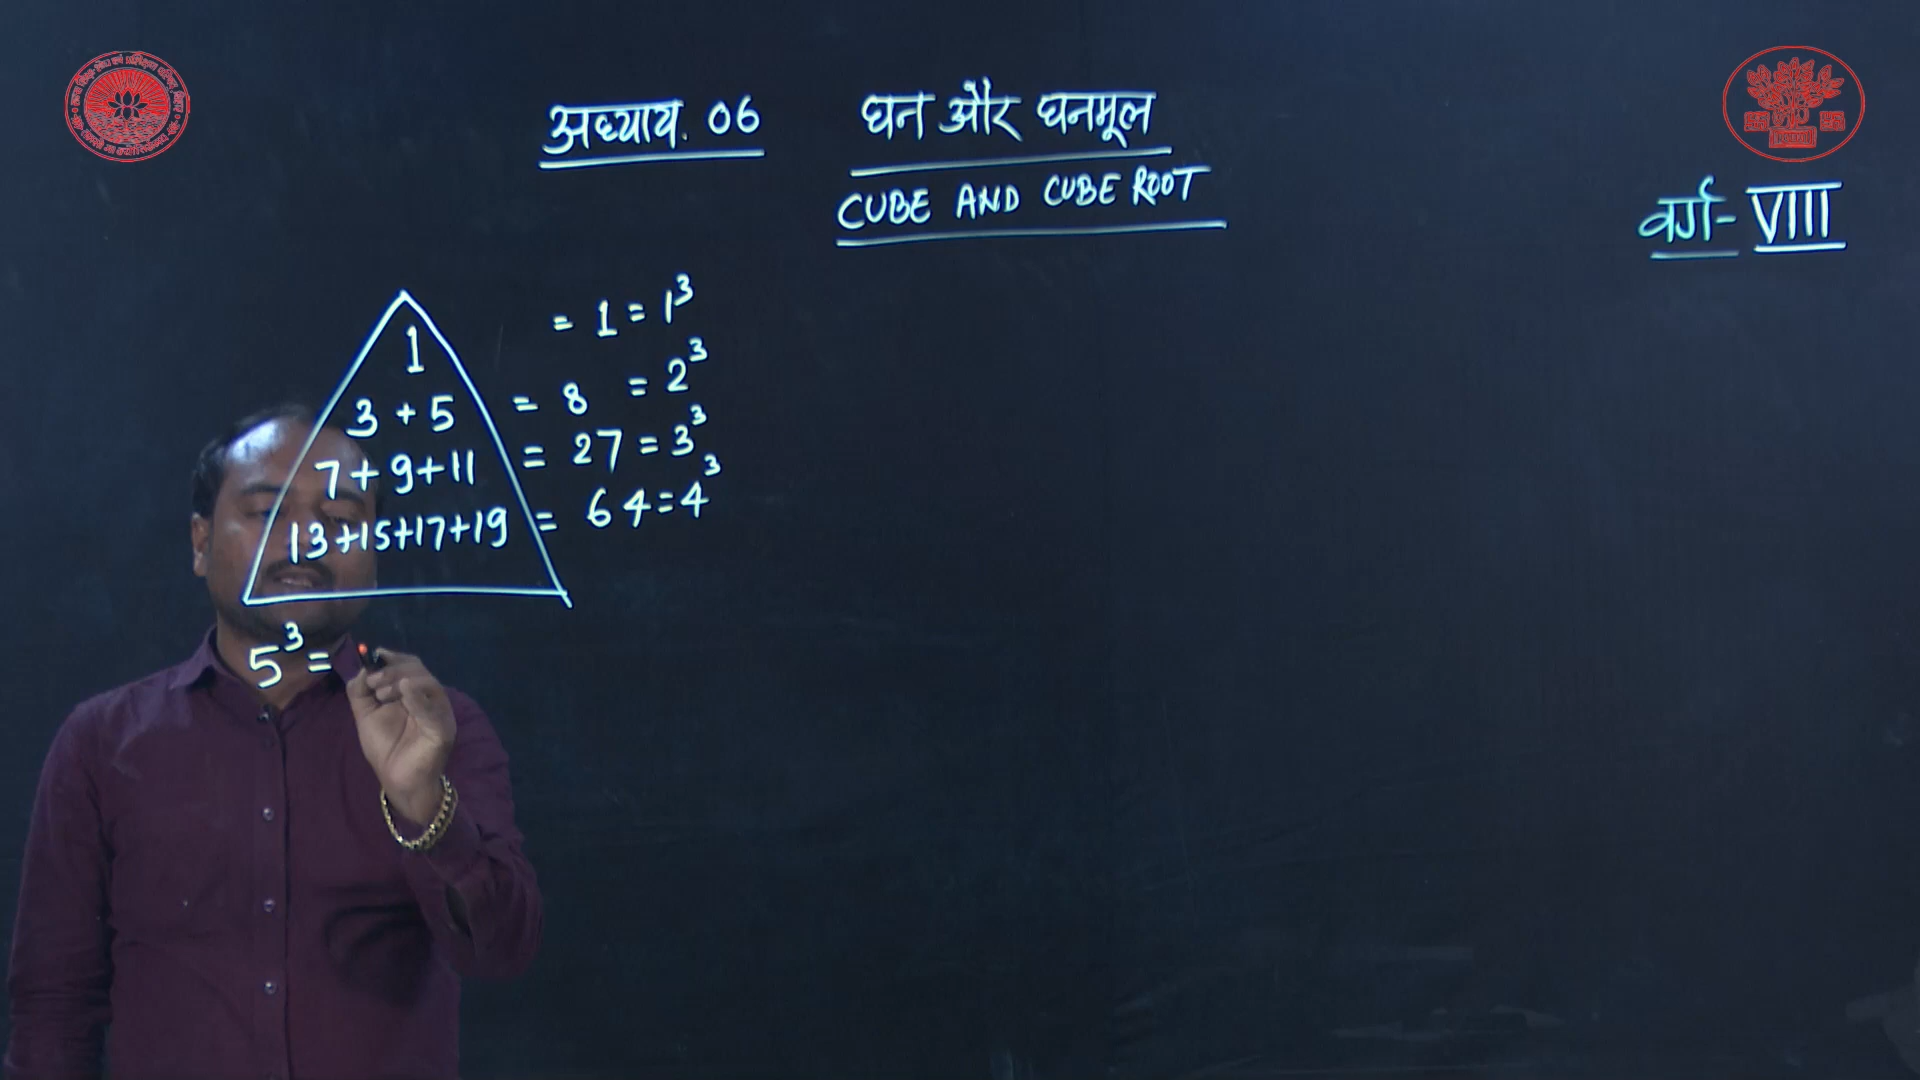 अध्याय. 06 घन और घनमूल
CUBE AND CUBE ROOT
वर्ग- VIII
1 = 1 = 1³
3 + 5 = 8 = 2³
7 + 9 + 11 = 27 = 3³
13+15+17+19 = 64 = 4³
5³ =